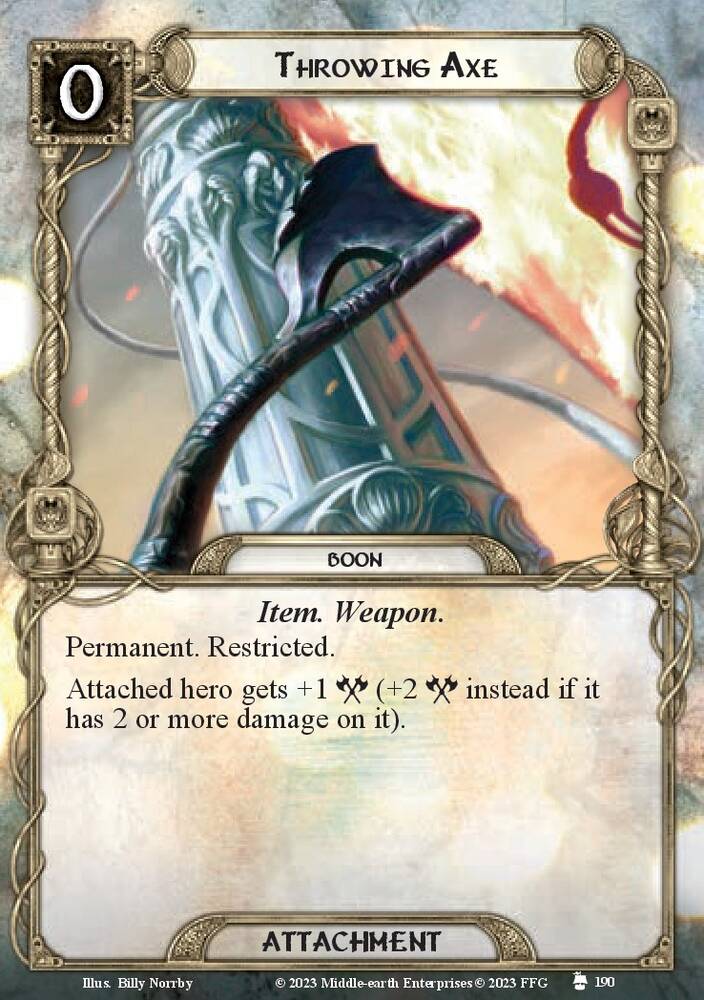 0
THROWING AXE
BOON
Item. Weapon.
Permanent. Restricted.
Attached hero gets +1 (+2 instead if it
has 2 or more damage on it).
ATTACHMENT
Illus. Billy Norrby © 2023 Middle-earth Enterprises © 2023 FFG 190